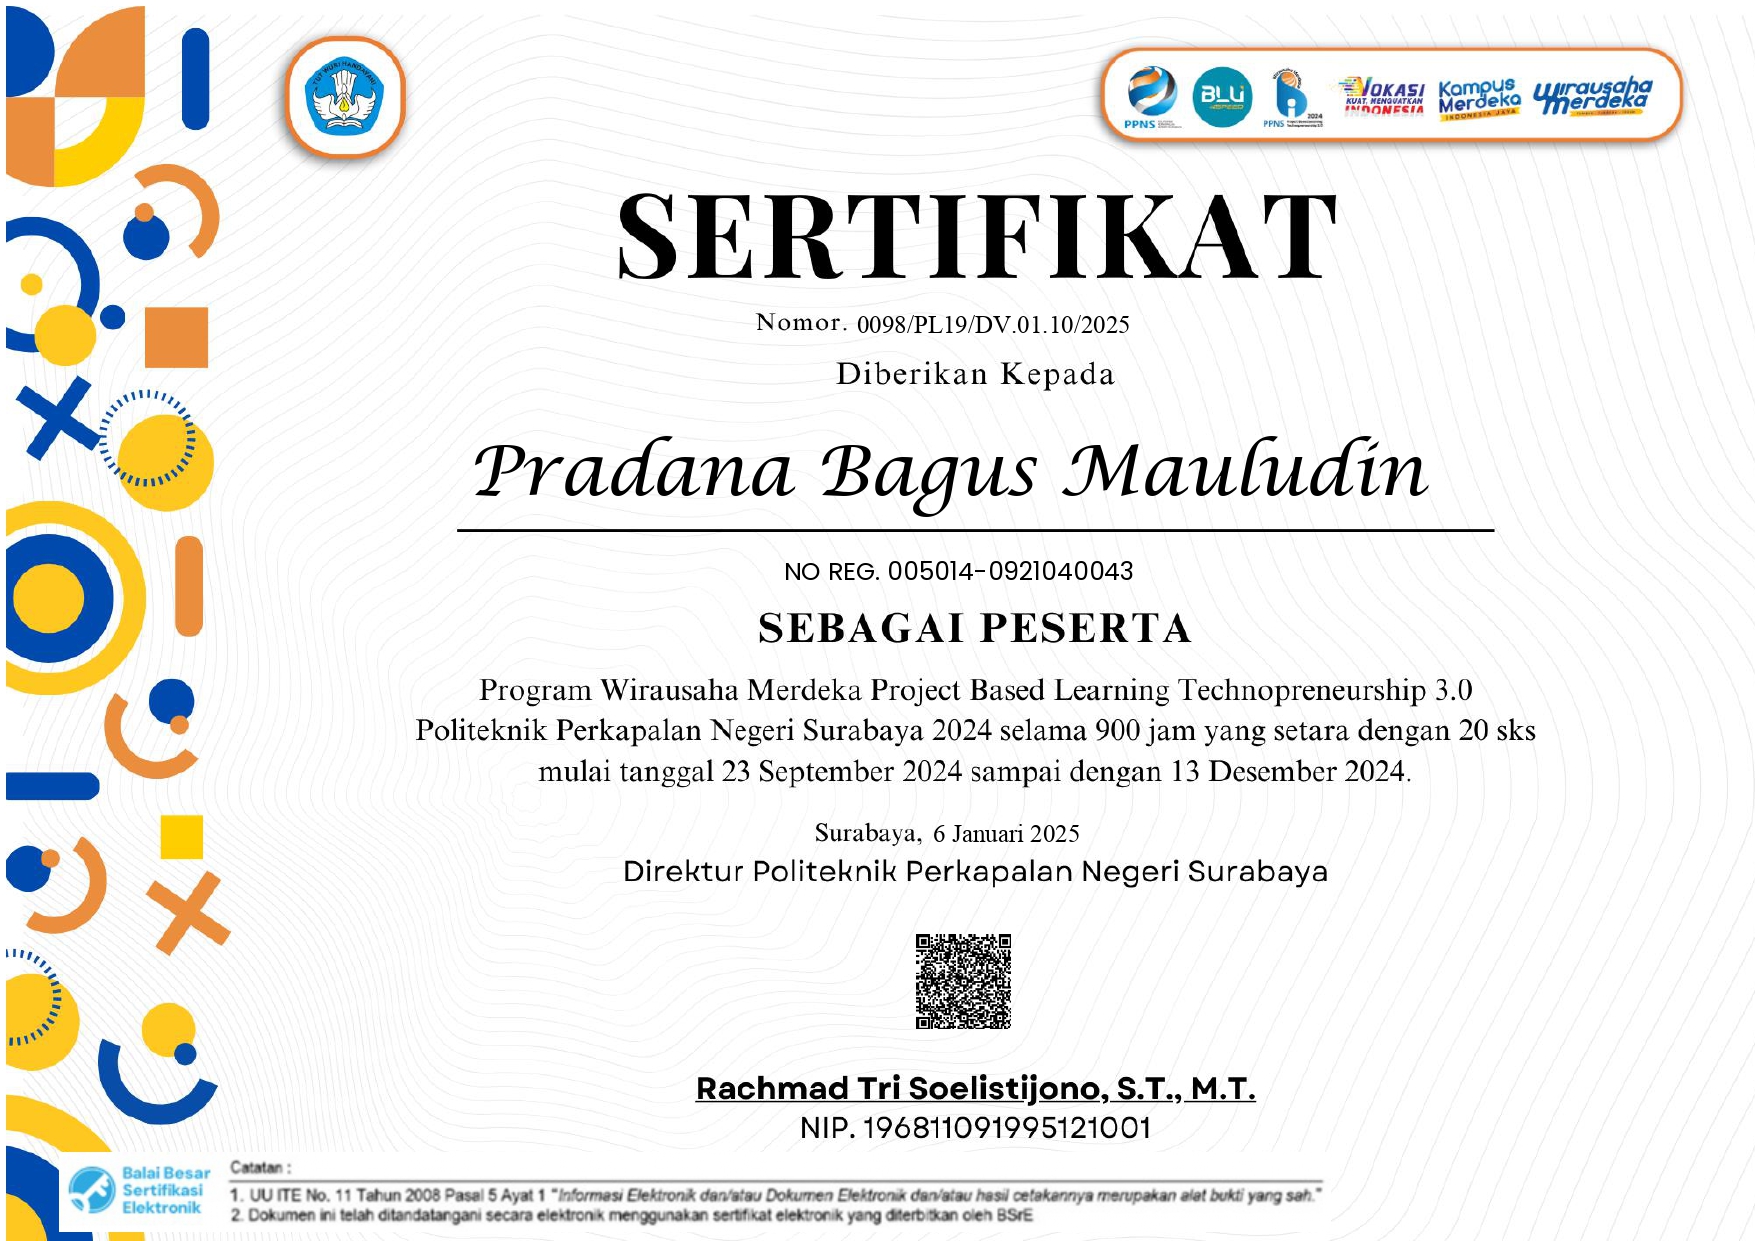 TUT WURI HANDAYANI
PPNS
BLU
SPEED
PPNS
2024
VOKASI
KUAT, MENGUATKAN
INDONESIA
Kampus
Merdeka
INDONESIA JAYA
Wirausaha
Merdeka
SERTIFIKAT
Nomor. 0098/PL19/DV.01.10/2025
Diberikan Kepada
Pradana Bagus Mauludin
NO REG. 005014-0921040043
SEBAGAI PESERTA
Program Wirausaha Merdeka Project Based Learning Technopreneurship 3.0
Politeknik Perkapalan Negeri Surabaya 2024 selama 900 jam yang setara dengan 20 sks
mulai tanggal 23 September 2024 sampai dengan 13 Desember 2024.
Surabaya, 6 Januari 2025
Direktur Politeknik Perkapalan Negeri Surabaya
Rachmad Tri Soelistijono, S.T., M.T.
NIP. 196811091995121001
Balai Besar
Sertifikasi
Elektronik
Catatan :
1. UU ITE No. 11 Tahun 2008 Pasal 5 Ayat 1 "Informasi Elektronik dan/atau Dokumen Elektronik dan/atau hasil cetakannya merupakan alat bukti yang sah."
2. Dokumen ini telah ditandatangani secara elektronik menggunakan sertifikat elektronik yang diterbitkan oleh BSrE